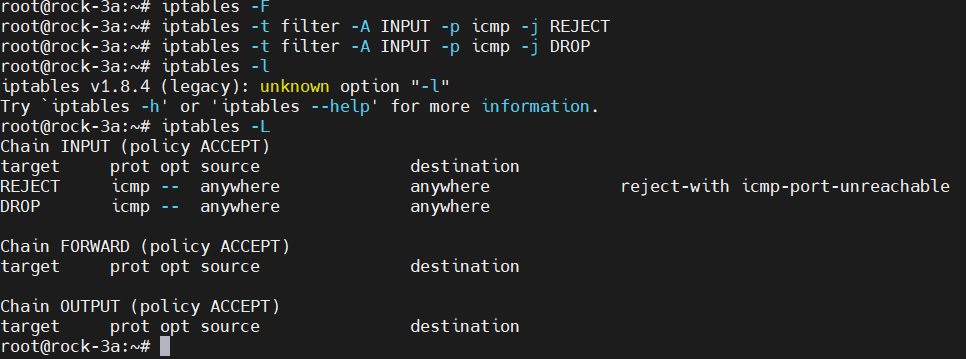 root@rock-3a:~# iptables -F
root@rock-3a:~# iptables -t filter -A INPUT -p icmp -j REJECT
root@rock-3a:~# iptables -t filter -A INPUT -p icmp -j DROP
root@rock-3a:~# iptables -l
iptables v1.8.4 (legacy): unknown option "-l"
Try `iptables -h' or 'iptables --help' for more information.
root@rock-3a:~# iptables -L
Chain INPUT (policy ACCEPT)
target     prot opt source               destination
REJECT     icmp --  anywhere             anywhere             reject-with icmp-port-unreachable
DROP       icmp --  anywhere             anywhere

Chain FORWARD (policy ACCEPT)
target     prot opt source               destination

Chain OUTPUT (policy ACCEPT)
target     prot opt source               destination
root@rock-3a:~#